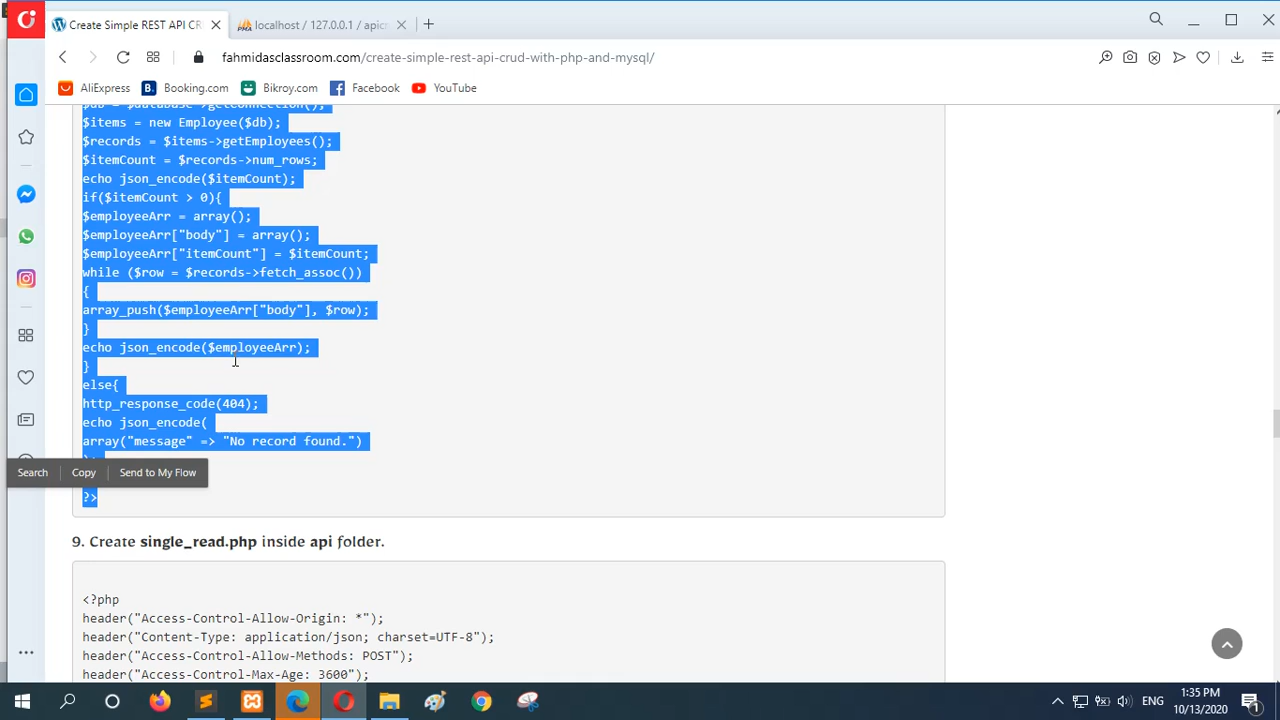 Create Simple REST API CR
localhost / 127.0.0.1 / apicr
fahmidasclassroom.com/create-simple-rest-api-crud-with-php-and-mysql/
AliExpress
Booking.com
Bikroy.com
Facebook
YouTube
$db = $database->getConnection();
$items = new Employee($db);
$records = $items->getEmployees();
$itemCount = $records->num_rows;
echo json_encode($itemCount);
if($itemCount > 0){
$employeeArr = array();
$employeeArr["body"] = array();
$employeeArr["itemCount"] = $itemCount;
while ($row = $records->fetch_assoc())
{
array_push($employeeArr["body"], $row);
}
echo json_encode($employeeArr);
}
else{
http_response_code(404);
echo json_encode(
array("message" => "No record found.")
Search Copy Send to My Flow
?>
9. Create single_read.php inside api folder.
<?php
header("Access-Control-Allow-Origin: *");
header("Content-Type: application/json; charset=UTF-8");
header("Access-Control-Allow-Methods: POST");
header("Access-Control-Max-Age: 3600");
ENG
1:35 PM
10/13/2020